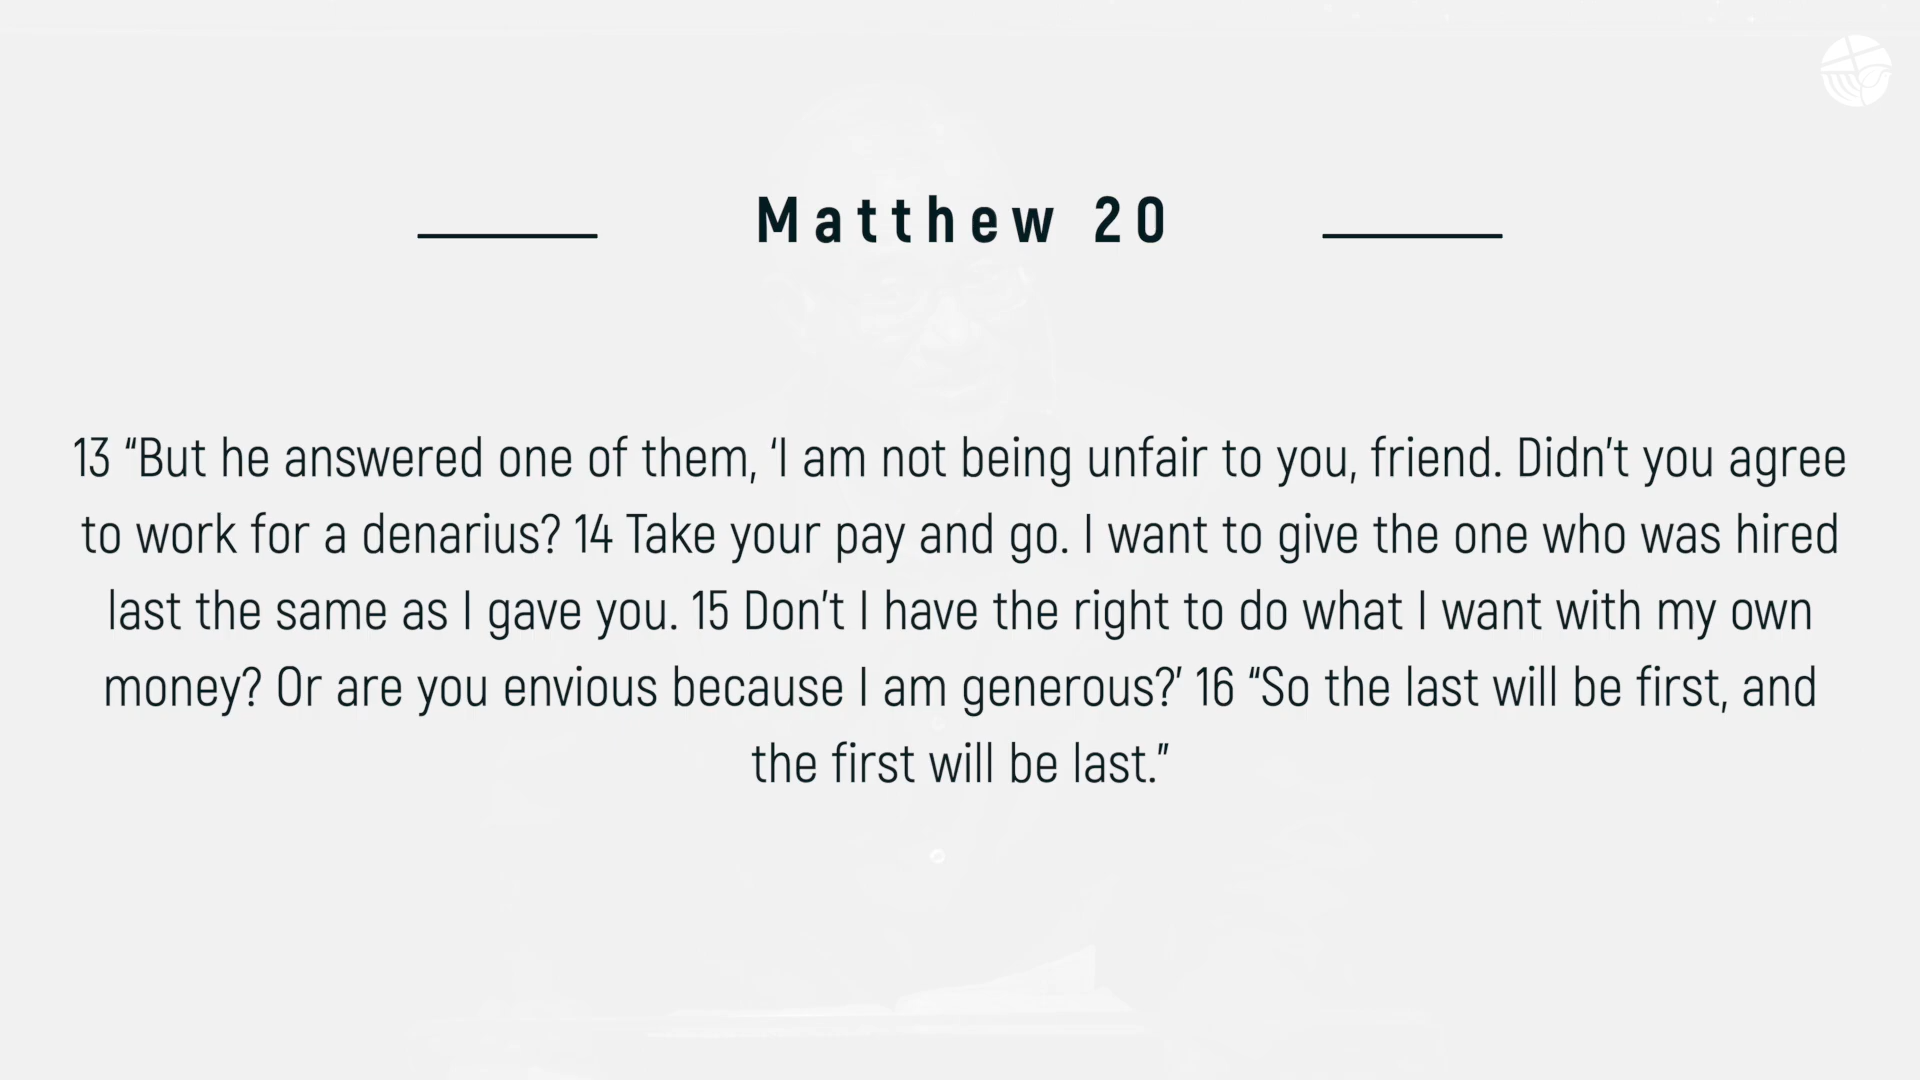 Matthew 20
13 “But he answered one of them, ‘I am not being unfair to you, friend. Didn’t you agree
to work for a denarius? 14 Take your pay and go. I want to give the one who was hired
last the same as I gave you. 15 Don’t I have the right to do what I want with my own
money? Or are you envious because I am generous?’ 16 “So the last will be first, and
the first will be last.”